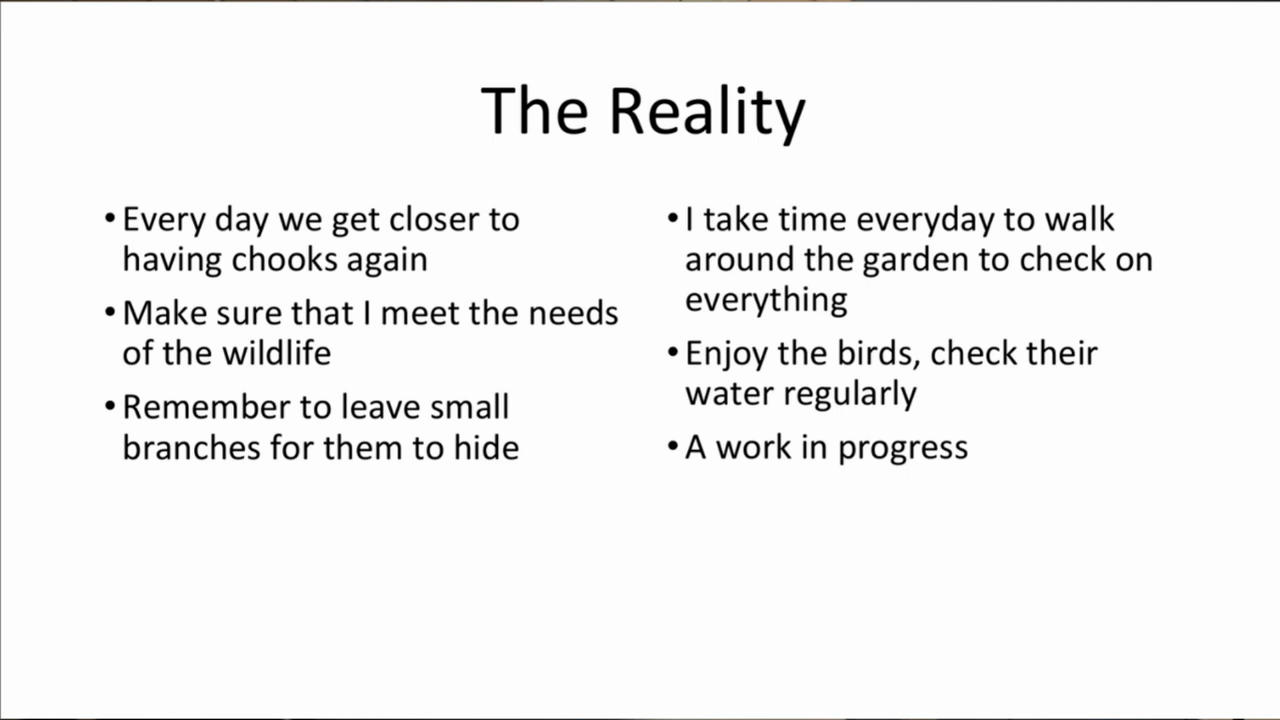 The Reality
• Every day we get closer to
having chooks again
• Make sure that I meet the needs
of the wildlife
• Remember to leave small
branches for them to hide
• I take time everyday to walk
around the garden to check on
everything
• Enjoy the birds, check their
water regularly
• A work in progress